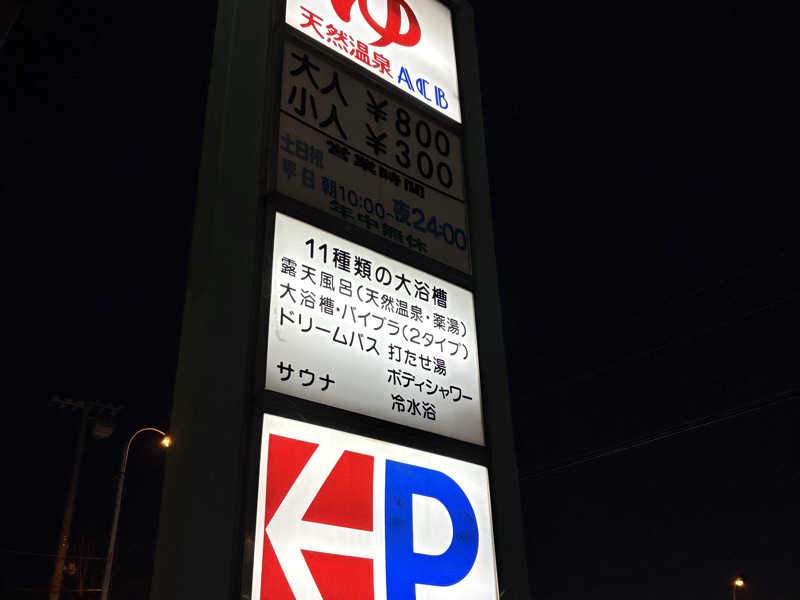 ゆ
天然温泉 ACB
大人 ¥800
小人 ¥300
営業時間
土日祝
平日 朝10:00~夜24:00
年中無休
11種類の大浴槽
露天風呂(天然温泉・薬湯)
大浴槽・バイブラ(2タイプ)
ドリームバス 打たせ湯
ボディシャワー
サウナ 冷水浴
P